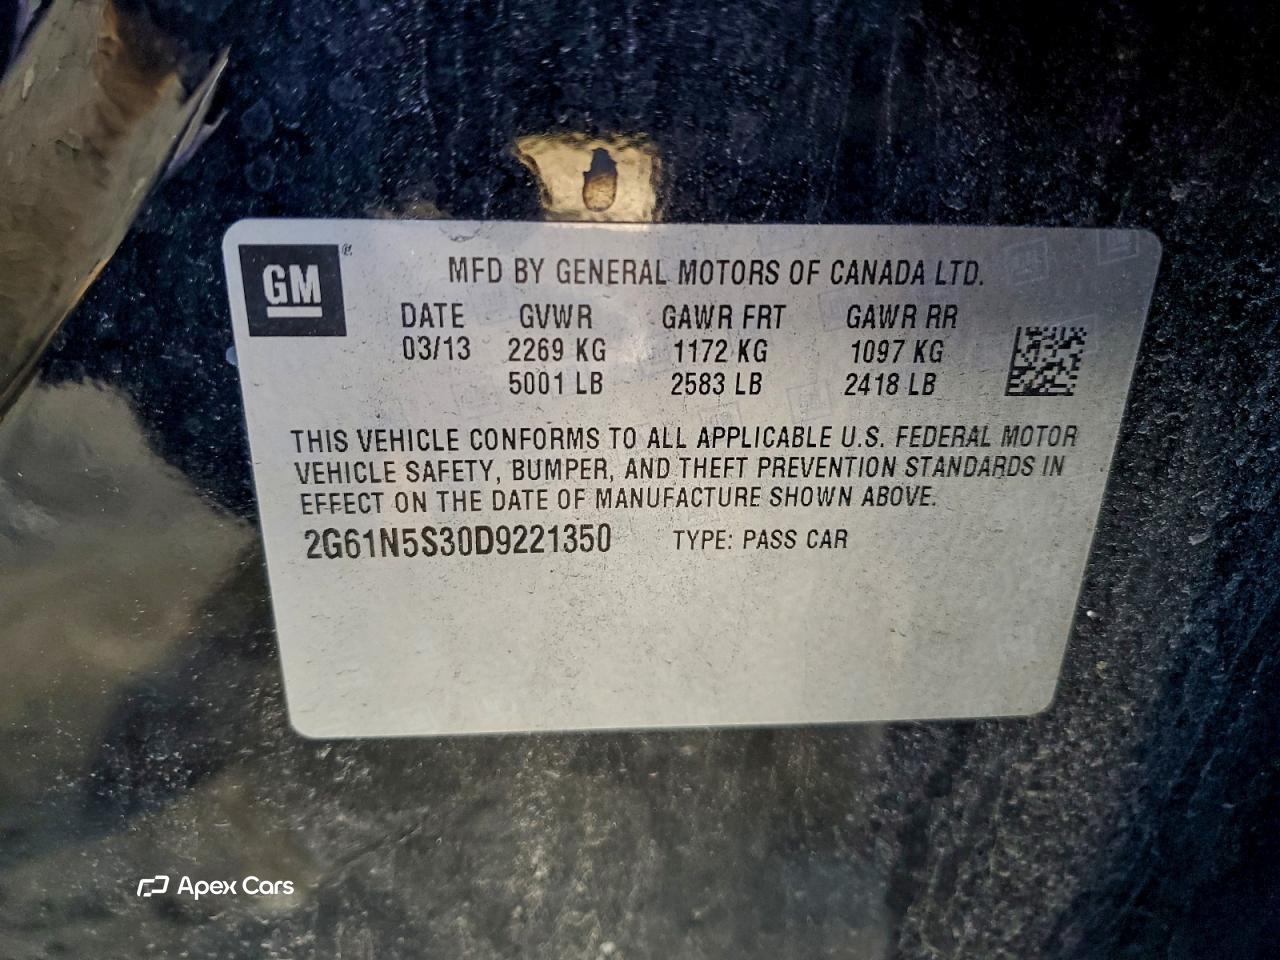 GM ®
MFD BY GENERAL MOTORS OF CANADA LTD.
DATE GVWR GAWR FRT GAWR RR
03/13 2269 KG 1172 KG 1097 KG
5001 LB 2583 LB 2418 LB
THIS VEHICLE CONFORMS TO ALL APPLICABLE U.S. FEDERAL MOTOR
VEHICLE SAFETY, BUMPER, AND THEFT PREVENTION STANDARDS IN
EFFECT ON THE DATE OF MANUFACTURE SHOWN ABOVE.
2G61N5S30D9221350 TYPE: PASS CAR
Apex Cars